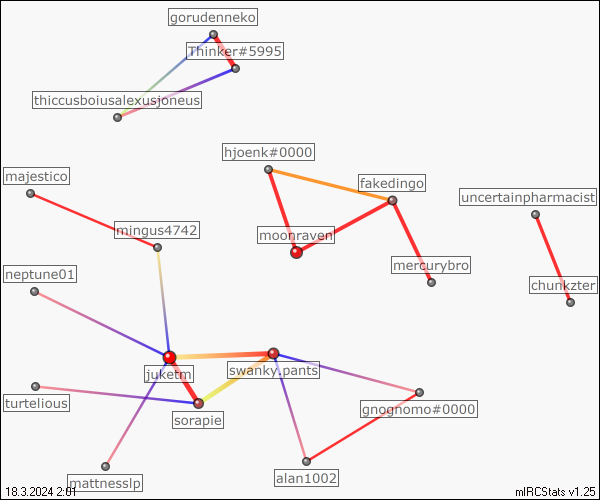 gorudenneko
Thinker#5995
thiccusboiusalexusjoneus
hjoenk#0000
majestico
fakedingo
uncertainpharmacist
mingus4742
moonraven
mercurybro
neptune01
chunkzter
juketm
swanky.pants
turtelious
gnognomo#0000
sorapie
mattnesslp
alan1002
18.3.2024 2:01
mIRCStats v1.25